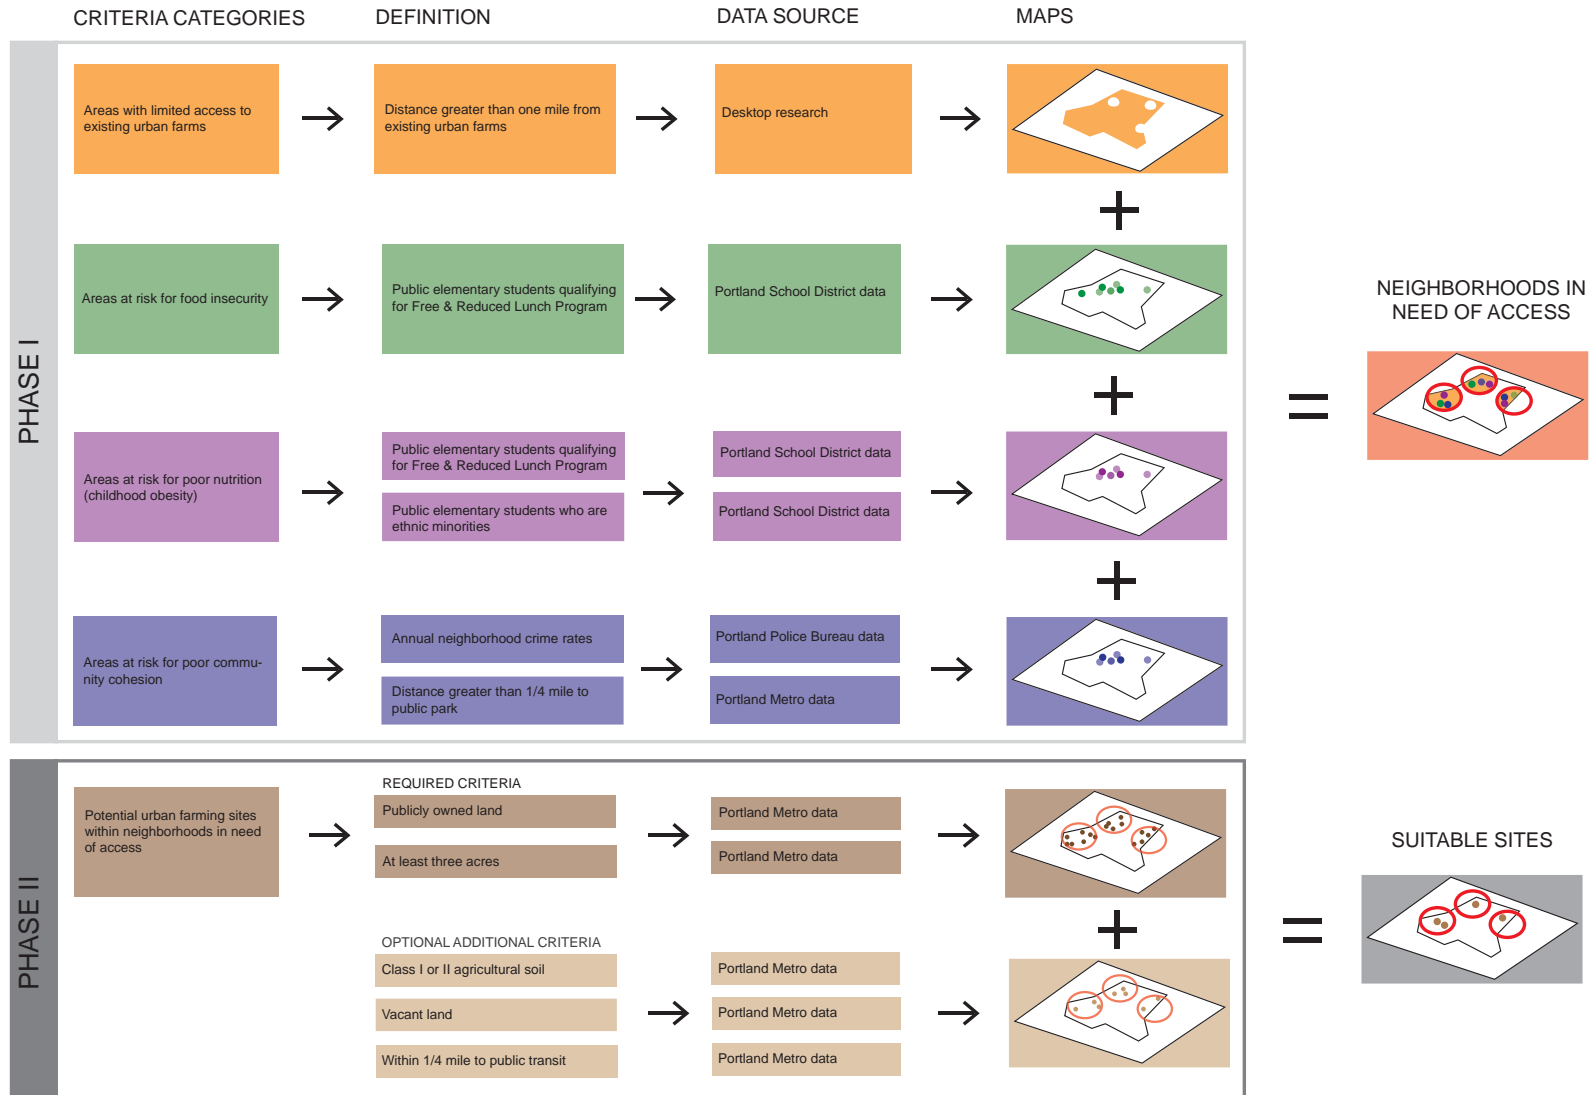 CRITERIA CATEGORIES
DEFINITION
DATA SOURCE
MAPS
PHASE I
Areas with limited access to
existing urban farms
Distance greater than one mile from
existing urban farms
Desktop research
Areas at risk for food insecurity
Public elementary students qualifying
for Free & Reduced Lunch Program
Portland School District data
Areas at risk for poor nutrition
(childhood obesity)
Public elementary students qualifying
for Free & Reduced Lunch Program
Public elementary students who are
ethnic minorities
Portland School District data
Portland School District data
Areas at risk for poor commu-
nity cohesion
Annual neighborhood crime rates
Distance greater than 1/4 mile to
public park
Portland Police Bureau data
Portland Metro data
+
+
+
=
NEIGHBORHOODS IN
NEED OF ACCESS
PHASE II
Potential urban farming sites
within neighborhoods in need
of access
REQUIRED CRITERIA
Publicly owned land
At least three acres
Portland Metro data
Portland Metro data
OPTIONAL ADDITIONAL CRITERIA
Class I or II agricultural soil
Vacant land
Within 1/4 mile to public transit
Portland Metro data
Portland Metro data
Portland Metro data
+
=
SUITABLE SITES